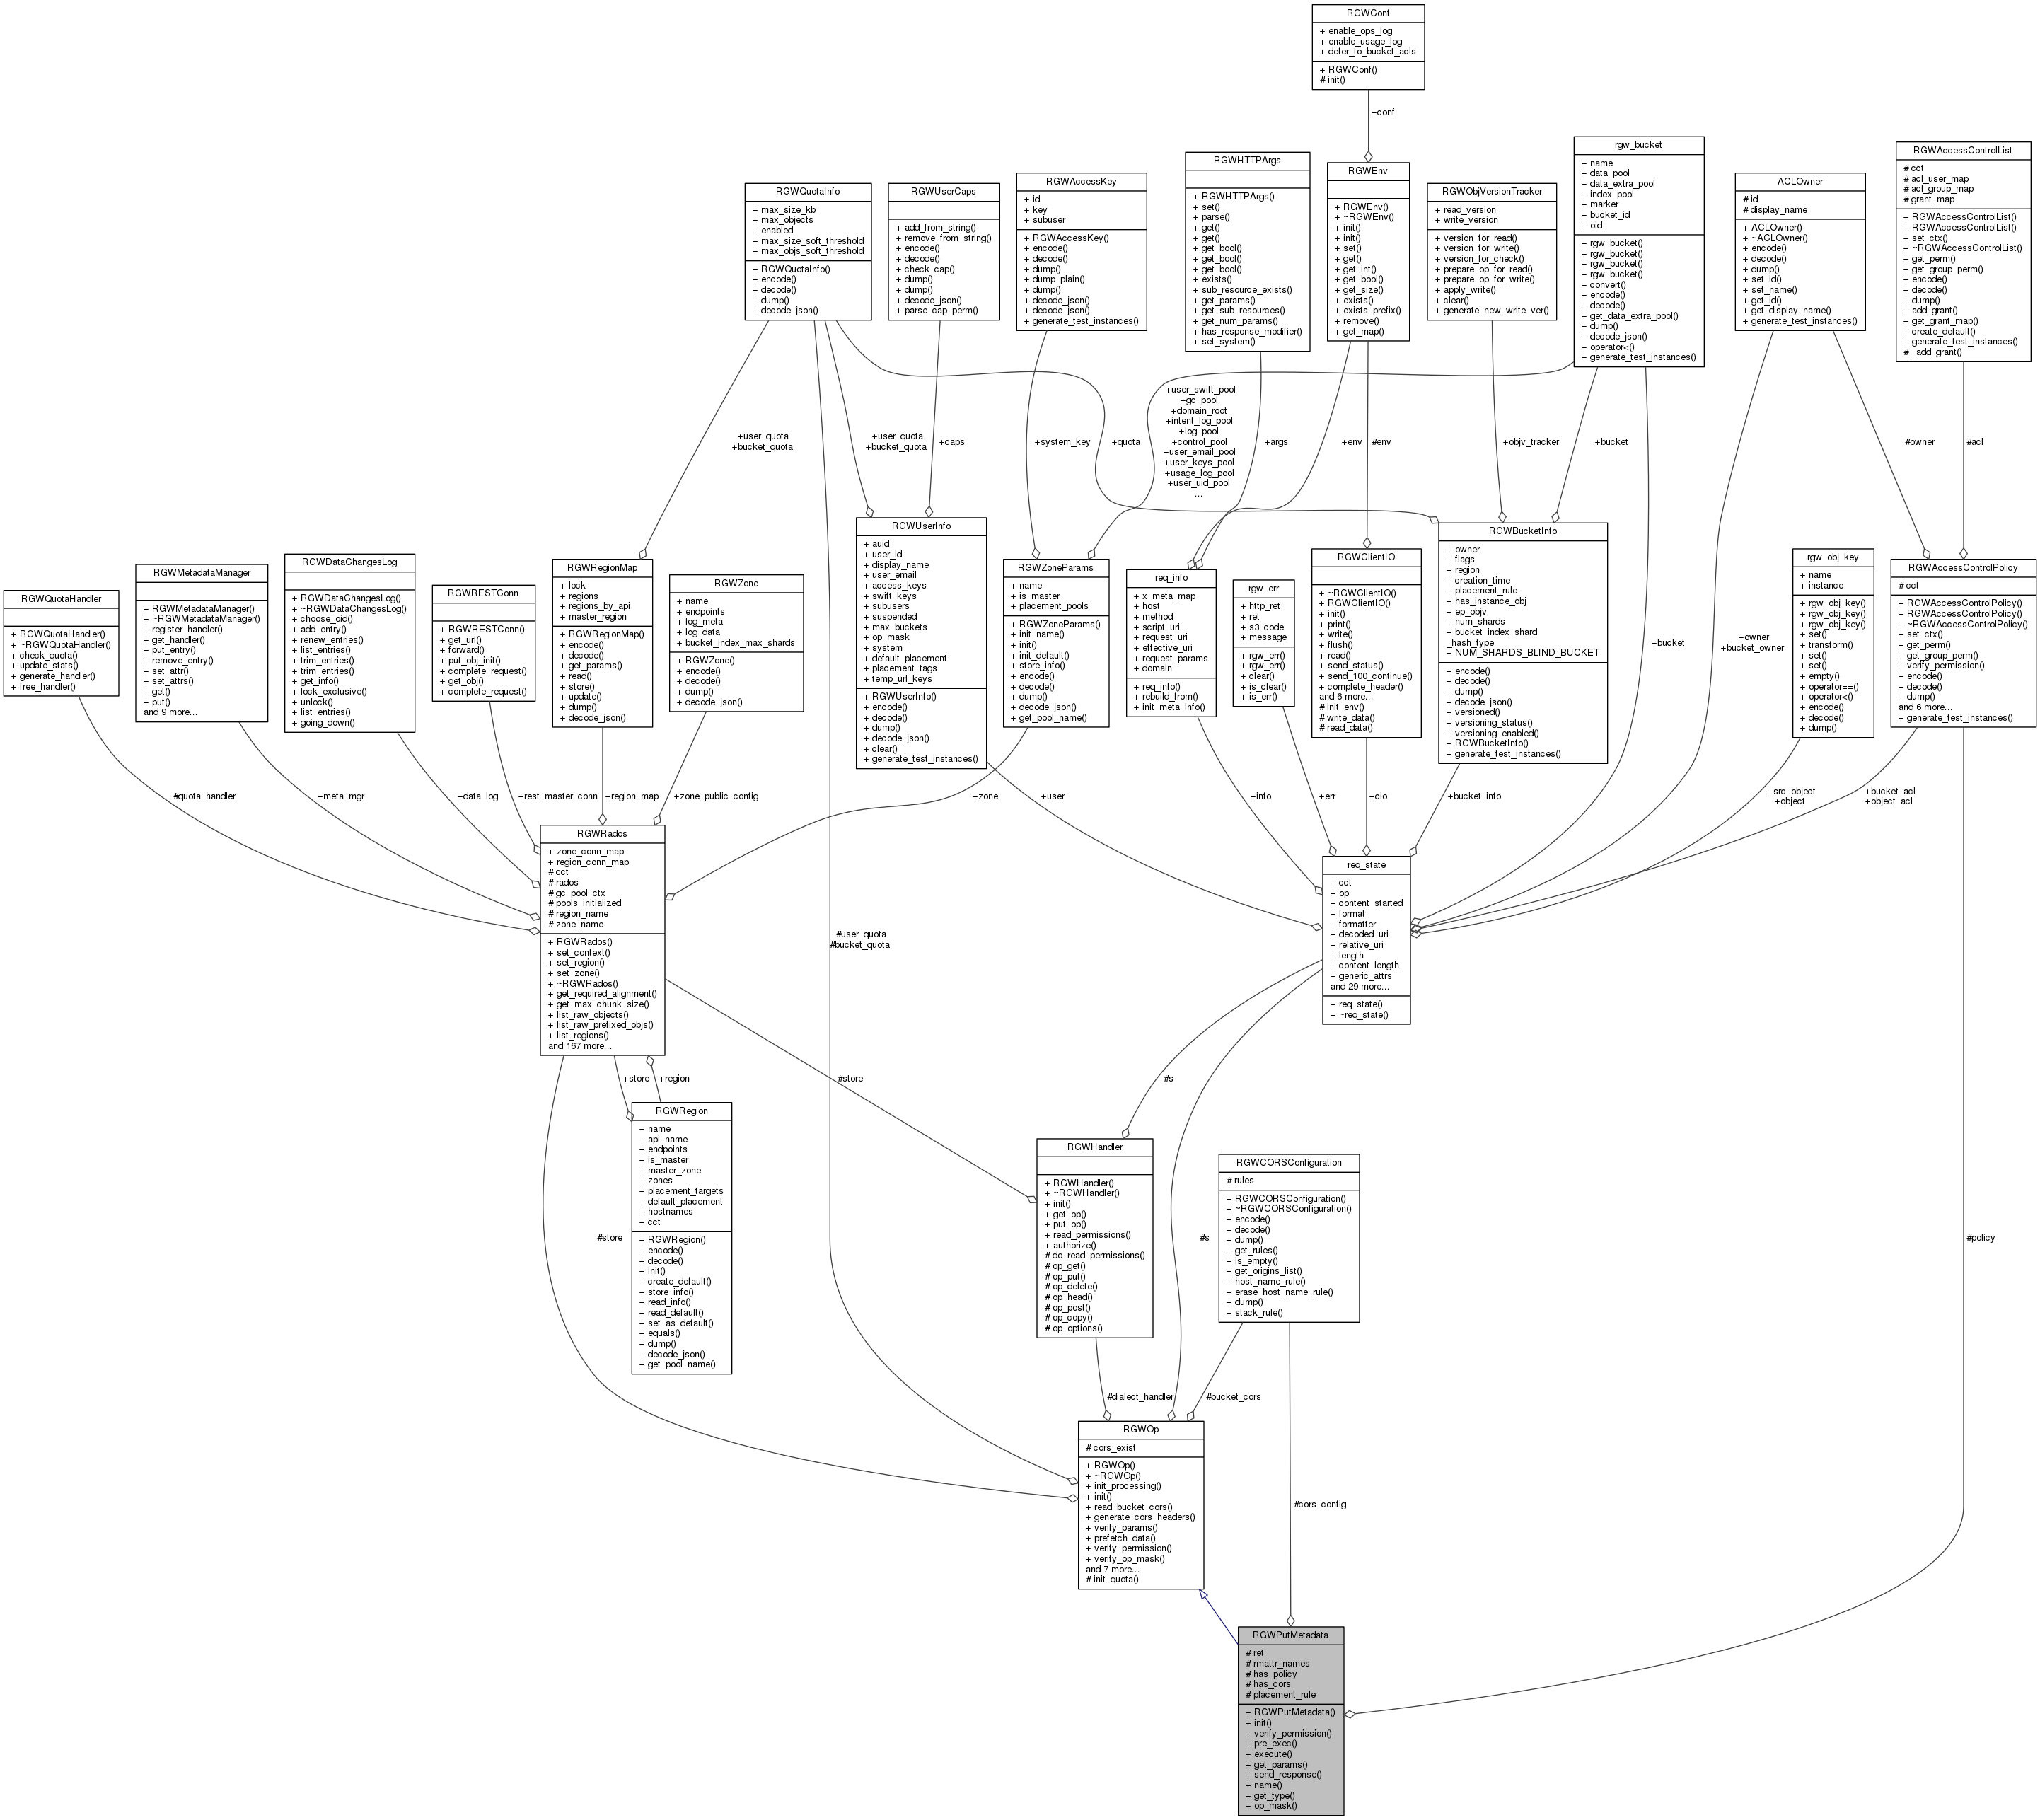 RGWConf
+ enable_ops_log
+ enable_usage_log
+ defer_to_bucket_acls
+ RGWConf()
# init()
+conf
RGWQuotaInfo
+ max_size_kb
+ max_objects
+ enabled
+ max_size_soft_threshold
+ max_objs_soft_threshold
+ RGWQuotaInfo()
+ encode()
+ decode()
+ dump()
+ decode_json()
RGWUserCaps
+ add_from_string()
+ remove_from_string()
+ encode()
+ decode()
+ check_cap()
+ dump()
+ dump()
+ decode_json()
+ parse_cap_perm()
RGWAccessKey
+ id
+ key
+ subuser
+ RGWAccessKey()
+ encode()
+ decode()
+ dump()
+ dump_plain()
+ dump()
+ decode_json()
+ decode_json()
+ generate_test_instances()
RGWHTTPArgs
+ RGWHTTPArgs()
+ set()
+ parse()
+ get()
+ get()
+ get_bool()
+ get_bool()
+ get_bool()
+ exists()
+ sub_resource_exists()
+ get_params()
+ get_sub_resources()
+ get_num_params()
+ has_response_modifier()
+ set_system()
RGWEnv
+ RGWEnv()
+ ~RGWEnv()
+ init()
+ init()
+ set()
+ get()
+ get_int()
+ get_bool()
+ get_size()
+ exists()
+ exists_prefix()
+ remove()
+ get_map()
RGWObjVersionTracker
+ read_version
+ write_version
+ version_for_read()
+ version_for_write()
+ version_for_check()
+ prepare_op_for_read()
+ prepare_op_for_write()
+ apply_write()
+ clear()
+ generate_new_write_ver()
rgw_bucket
+ name
+ data_pool
+ data_extra_pool
+ index_pool
+ marker
+ bucket_id
+ oid
+ rgw_bucket()
+ rgw_bucket()
+ rgw_bucket()
+ rgw_bucket()
+ convert()
+ encode()
+ decode()
+ get_data_extra_pool()
+ dump()
+ decode_json()
+ operator<()
+ generate_test_instances()
ACLOwner
# id
# display_name
+ ACLOwner()
+ ~ACLOwner()
+ encode()
+ decode()
+ dump()
+ set_id()
+ set_name()
+ get_id()
+ get_display_name()
+ generate_test_instances()
RGWAccessControlList
# cct
# acl_user_map
# acl_group_map
# grant_map
+ RGWAccessControlList()
+ RGWAccessControlList()
+ set_ctx()
+ ~RGWAccessControlList()
+ get_perm()
+ get_group_perm()
+ encode()
+ decode()
+ dump()
+ add_grant()
+ get_grant_map()
+ create_default()
+ generate_test_instances()
# _add_grant()
+user_quota
+bucket_quota
+user_quota
+bucket_quota
+caps
+system_key
+quota
+user_swift_pool
+gc_pool
+domain_root
+intent_log_pool
+log_pool
+control_pool
+user_email_pool
+user_keys_pool
+usage_log_pool
+user_uid_pool
...
+args
+env
#env
+objv_tracker
+bucket
#owner
#acl
RGWQuotaHandler
+ RGWQuotaHandler()
+ ~RGWQuotaHandler()
+ check_quota()
+ update_stats()
+ generate_handler()
+ free_handler()
RGWMetadataManager
+ RGWMetadataManager()
+ ~RGWMetadataManager()
+ register_handler()
+ get_handler()
+ put_entry()
+ remove_entry()
+ set_attr()
+ set_attrs()
+ get()
+ put()
and 9 more...
RGWDataChangesLog
+ RGWDataChangesLog()
+ ~RGWDataChangesLog()
+ choose_oid()
+ add_entry()
+ renew_entries()
+ list_entries()
+ trim_entries()
+ trim_entries()
+ get_info()
+ lock_exclusive()
+ unlock()
+ list_entries()
+ going_down()
RGWRESTConn
+ RGWRESTConn()
+ get_url()
+ forward()
+ put_obj_init()
+ complete_request()
+ get_obj()
+ complete_request()
RGWRegionMap
+ lock
+ regions
+ regions_by_api
+ master_region
+ RGWRegionMap()
+ encode()
+ decode()
+ get_params()
+ read()
+ store()
+ update()
+ dump()
+ decode_json()
RGWZone
+ name
+ endpoints
+ log_meta
+ log_data
+ bucket_index_max_shards
+ RGWZone()
+ encode()
+ decode()
+ dump()
+ decode_json()
RGWUserInfo
+ auid
+ user_id
+ display_name
+ user_email
+ access_keys
+ swift_keys
+ subusers
+ suspended
+ max_buckets
+ op_mask
+ system
+ default_placement
+ placement_tags
+ temp_url_keys
+ RGWUserInfo()
+ encode()
+ decode()
+ dump()
+ decode_json()
+ clear()
+ generate_test_instances()
RGWZoneParams
+ name
+ is_master
+ placement_pools
+ RGWZoneParams()
+ init_name()
+ init()
+ init_default()
+ store_info()
+ encode()
+ decode()
+ dump()
+ decode_json()
+ get_pool_name()
req_info
+ x_meta_map
+ host
+ method
+ script_uri
+ request_uri
+ effective_uri
+ request_params
+ domain
+ req_info()
+ rebuild_from()
+ init_meta_info()
rgw_err
+ http_ret
+ ret
+ s3_code
+ message
+ rgw_err()
+ rgw_err()
+ clear()
+ is_clear()
+ is_err()
RGWClientIO
+ ~RGWClientIO()
+ RGWClientIO()
+ init()
+ print()
+ write()
+ flush()
+ read()
+ send_status()
+ send_100_continue()
+ complete_header()
and 6 more...
# init_env()
# write_data()
# read_data()
RGWBucketInfo
+ owner
+ flags
+ region
+ creation_time
+ placement_rule
+ has_instance_obj
+ ep_objv
+ num_shards
+ bucket_index_shard
_hash_type
+ NUM_SHARDS_BLIND_BUCKET
+ encode()
+ decode()
+ dump()
+ decode_json()
+ versioned()
+ versioning_status()
+ versioning_enabled()
+ RGWBucketInfo()
+ generate_test_instances()
+bucket
+owner
+bucket_owner
rgw_obj_key
+ name
+ instance
+ rgw_obj_key()
+ rgw_obj_key()
+ rgw_obj_key()
+ set()
+ transform()
+ set()
+ set()
+ empty()
+ operator==()
+ operator<()
+ encode()
+ decode()
+ dump()
RGWAccessControlPolicy
# cct
+ RGWAccessControlPolicy()
+ RGWAccessControlPolicy()
+ ~RGWAccessControlPolicy()
+ set_ctx()
+ get_perm()
+ get_group_perm()
+ verify_permission()
+ encode()
+ decode()
+ dump()
and 6 more...
+ generate_test_instances()
#quota_handler
+meta_mgr
+data_log
+rest_master_conn
+region_map
+zone_public_config
+zone
+user
+info
+err
+cio
+bucket_info
+src_object
+object
+bucket_acl
+object_acl
RGWRados
+ zone_conn_map
+ region_conn_map
# cct
# rados
# gc_pool_ctx
# pools_initialized
# region_name
# zone_name
+ RGWRados()
+ set_context()
+ set_region()
+ set_zone()
+ ~RGWRados()
+ get_required_alignment()
+ get_max_chunk_size()
+ list_raw_objects()
+ list_raw_prefixed_objs()
+ list_regions()
and 167 more...
#user_quota
#bucket_quota
req_state
+ cct
+ op
+ content_started
+ format
+ formatter
+ decoded_uri
+ relative_uri
+ length
+ content_length
+ generic_attrs
and 29 more...
+ req_state()
+ ~req_state()
+store
+region
#store
#s
RGWRegion
+ name
+ api_name
+ endpoints
+ is_master
+ master_zone
+ zones
+ placement_targets
+ default_placement
+ hostnames
+ cct
+ RGWRegion()
+ encode()
+ decode()
+ init()
+ create_default()
+ store_info()
+ read_info()
+ read_default()
+ set_as_default()
+ equals()
+ dump()
+ decode_json()
+ get_pool_name()
#store
RGWHandler
+ RGWHandler()
+ ~RGWHandler()
+ init()
+ get_op()
+ put_op()
+ read_permissions()
+ authorize()
# do_read_permissions()
# op_get()
# op_put()
# op_delete()
# op_head()
# op_post()
# op_copy()
# op_options()
#s
RGWCORSConfiguration
# rules
+ RGWCORSConfiguration()
+ ~RGWCORSConfiguration()
+ encode()
+ decode()
+ dump()
+ get_rules()
+ is_empty()
+ get_origins_list()
+ host_name_rule()
+ erase_host_name_rule()
+ dump()
+ stack_rule()
#policy
#dialect_handler
#bucket_cors
RGWOp
# cors_exist
+ RGWOp()
+ ~RGWOp()
+ init_processing()
+ init()
+ read_bucket_cors()
+ generate_cors_headers()
+ verify_params()
+ prefetch_data()
+ verify_permission()
+ verify_op_mask()
and 7 more...
# init_quota()
#cors_config
RGWPutMetadata
# ret
# rmattr_names
# has_policy
# has_cors
# placement_rule
+ RGWPutMetadata()
+ init()
+ verify_permission()
+ pre_exec()
+ execute()
+ get_params()
+ send_response()
+ name()
+ get_type()
+ op_mask()